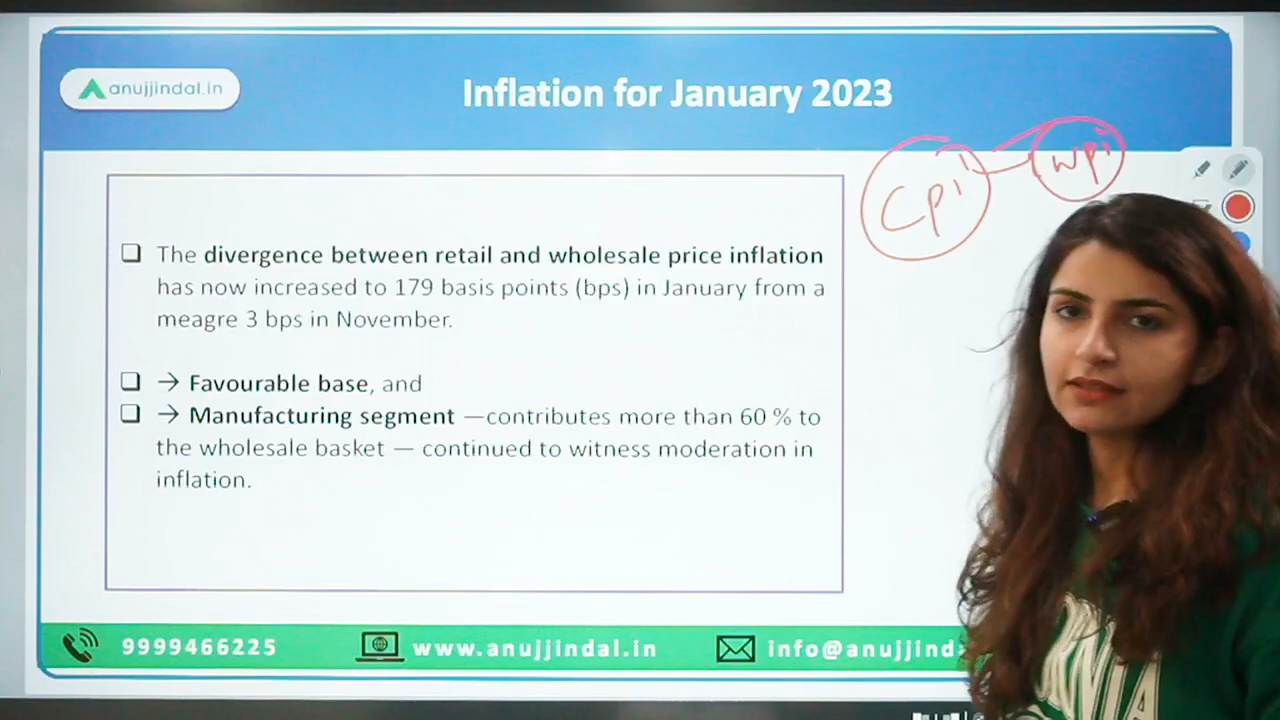 anujjindal.in
Inflation for January 2023
Cpi
wpi
The divergence between retail and wholesale price inflation
has now increased to 179 basis points (bps) in January from a
meagre 3 bps in November.
→ Favourable base, and
→ Manufacturing segment —contributes more than 60 % to
the wholesale basket — continued to witness moderation in
inflation.
9999466225
www.anujjindal.in
info@anujjind